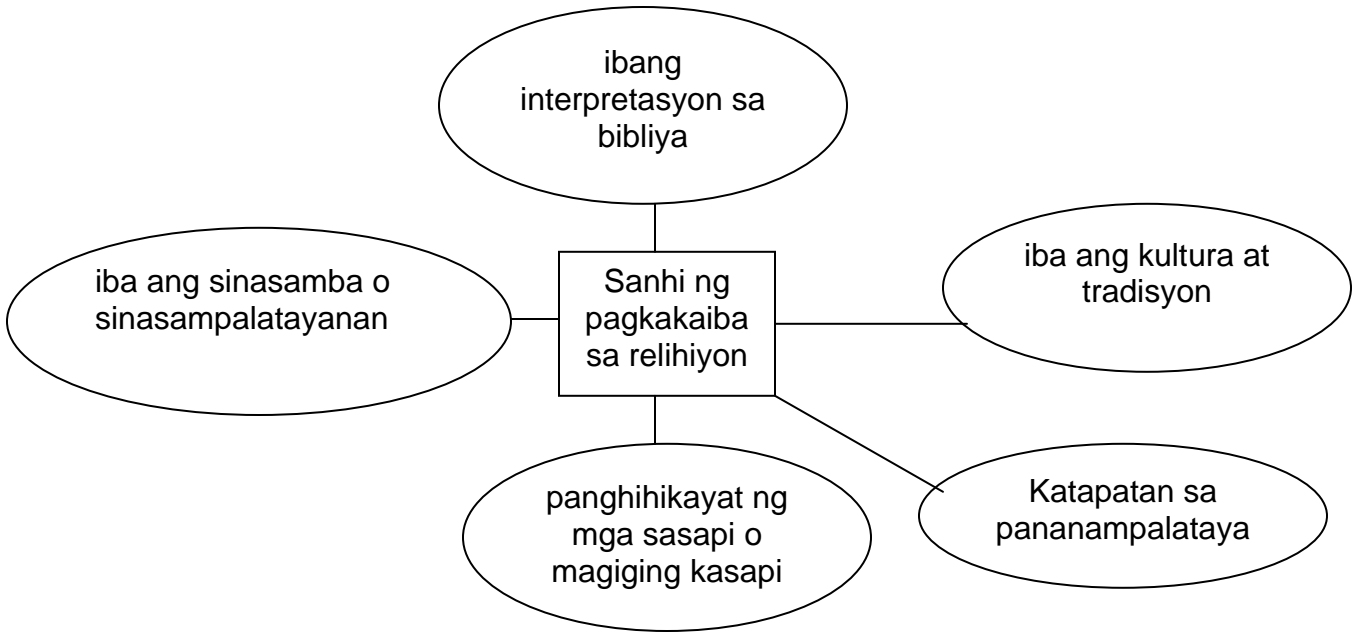 ibang
interpretasyon sa
bibliya
iba ang sinasamba o
sinasampalatayanan
Sanhi ng
pagkakaiba
sa relihiyon
iba ang kultura at
tradisyon
panghihikayat ng
mga sasapi o
magiging kasapi
Katapatan sa
pananampalataya